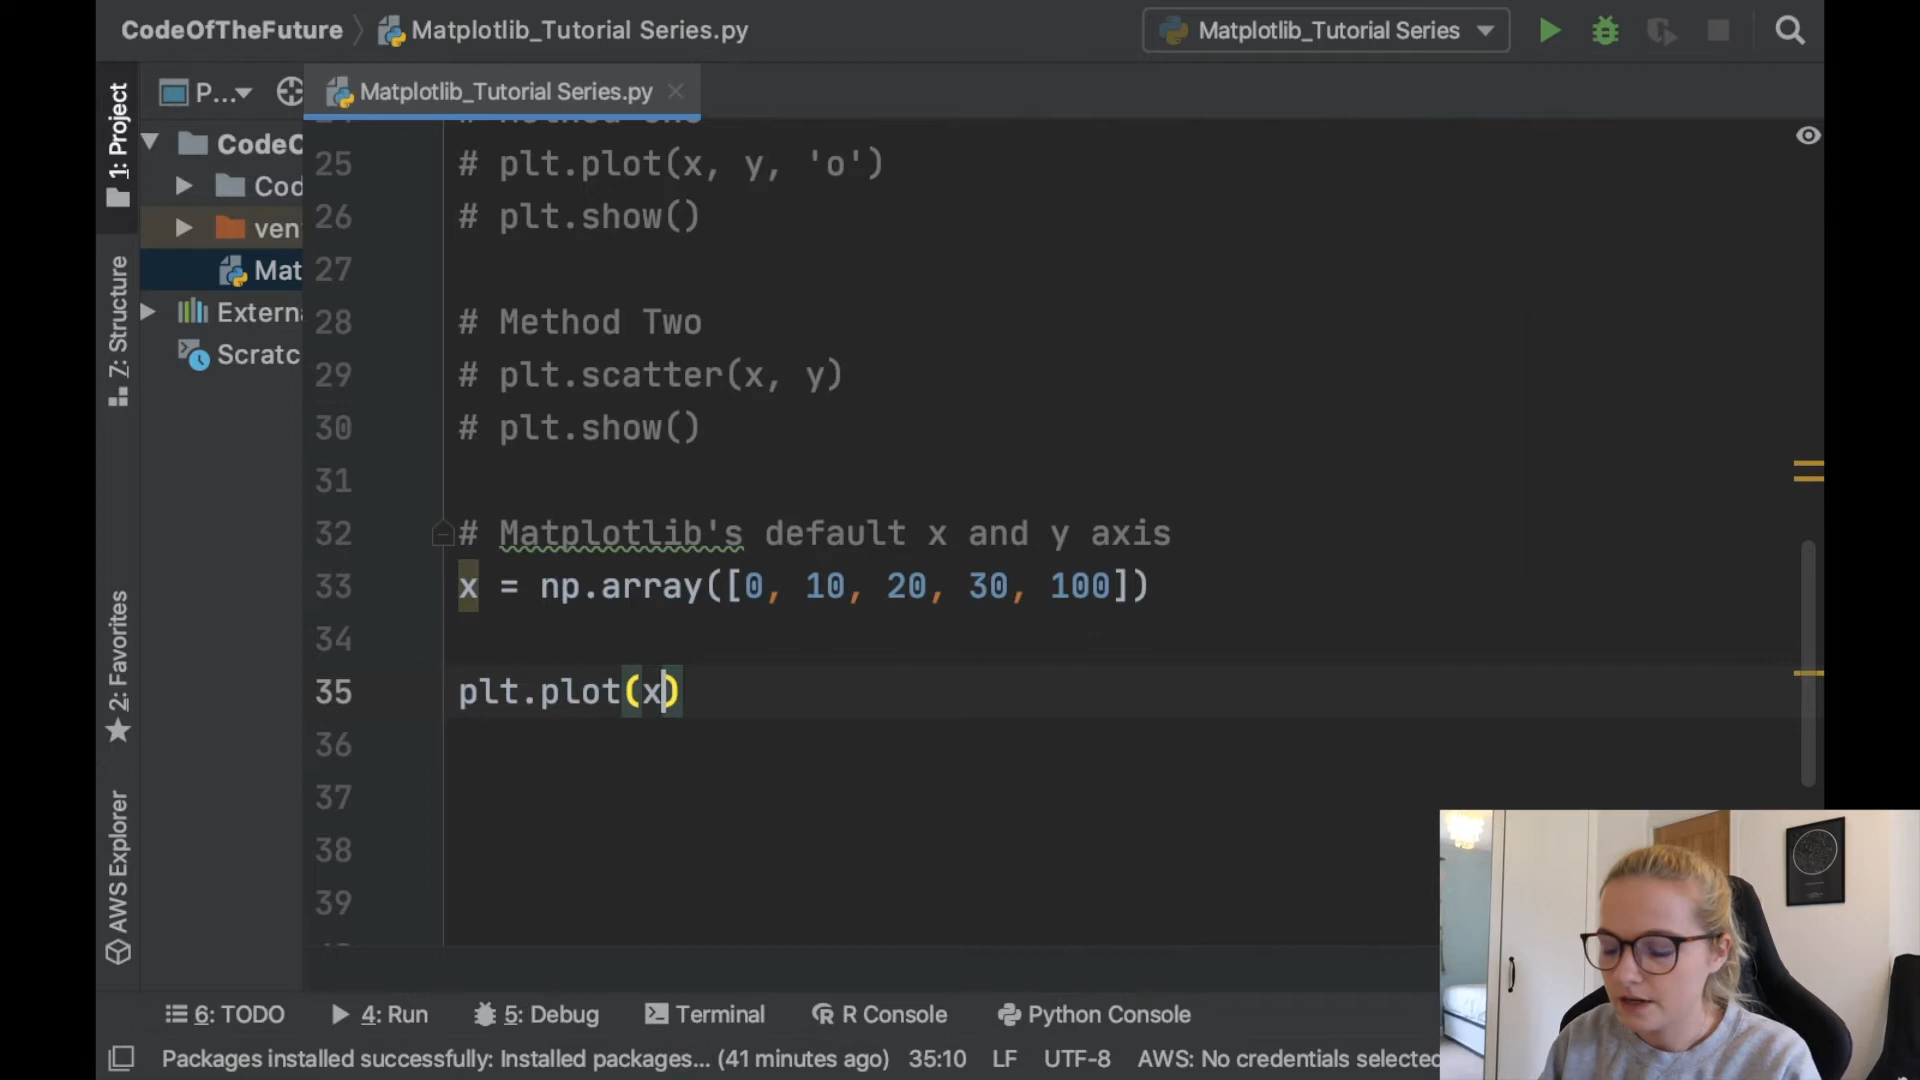 CodeOfTheFuture
Matplotlib_Tutorial Series.py
Matplotlib_Tutorial Series
1: Project
P...
Matplotlib_Tutorial Series.py
CodeC
Cod
ven
Mat
Extern
Scratc
Z: Structure
2: Favorites
AWS Explorer
25 # plt.plot(x, y, 'o')
26 # plt.show()
27
28 # Method Two
29 # plt.scatter(x, y)
30 # plt.show()
31
32 # Matplotlib's default x and y axis
33 x = np.array([0, 10, 20, 30, 100])
34
35 plt.plot(x)
36
37
38
39
6: TODO
4: Run
5: Debug
Terminal
R Console
Python Console
Packages installed successfully: Installed packages... (41 minutes ago)
35:10
LF
UTF-8
AWS: No credentials selected